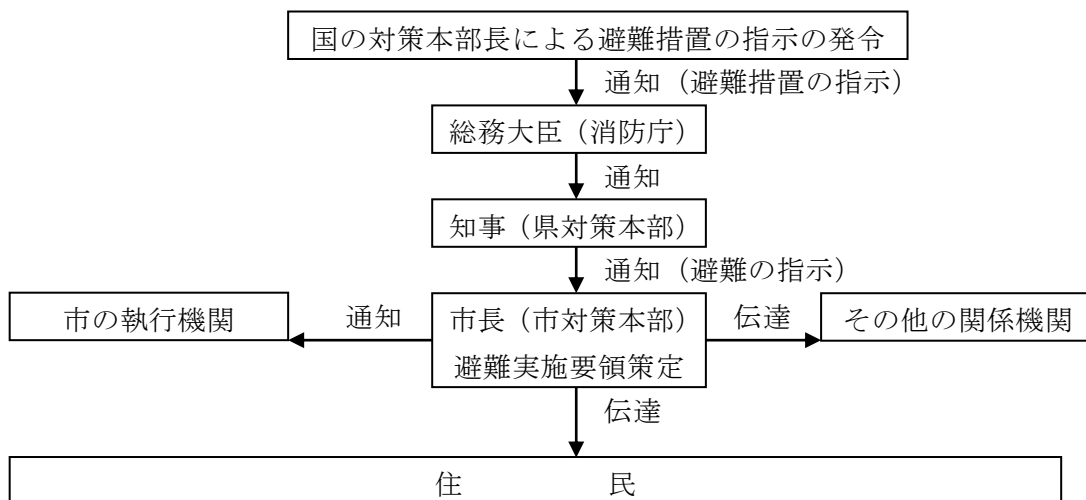 国の対策本部長による避難措置の指示の発令
通知（避難措置の指示）
総務大臣（消防庁）
通知
知事（県対策本部）
通知（避難の指示）
市の執行機関
通知
市長（市対策本部）
避難実施要領策定
伝達
その他の関係機関
伝達
住　　　　　民